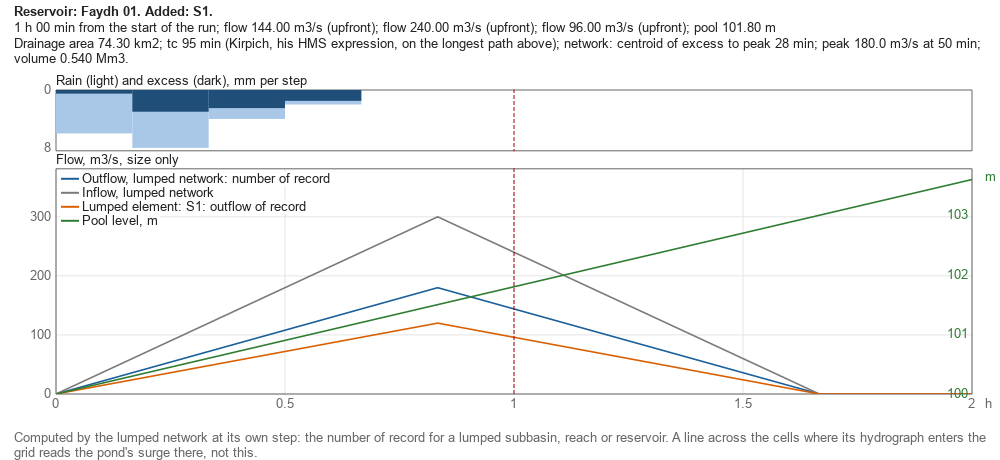 Reservoir: Faydh 01. Added: S1.
1 h 00 min from the start of the run; flow 144.00 m3/s (upfront); flow 240.00 m3/s (upfront); flow 96.00 m3/s (upfront); pool 101.80 m
Drainage area 74.30 km2; tc 95 min (Kirpich, his HMS expression, on the longest path above); network: centroid of excess to peak 28 min; peak 180.0 m3/s at 50 min;
volume 0.540 Mm3.
Rain (light) and excess (dark), mm per step
0
8
Flow, m3/s, size only
m
Outflow, lumped network: number of record
Inflow, lumped network
Lumped element: S1: outflow of record
Pool level, m
300
200
100
0
103
102
101
100
0
0.5
1
1.5
2
h
Computed by the lumped network at its own step: the number of record for a lumped subbasin, reach or reservoir. A line across the cells where its hydrograph enters the
grid reads the pond's surge there, not this.